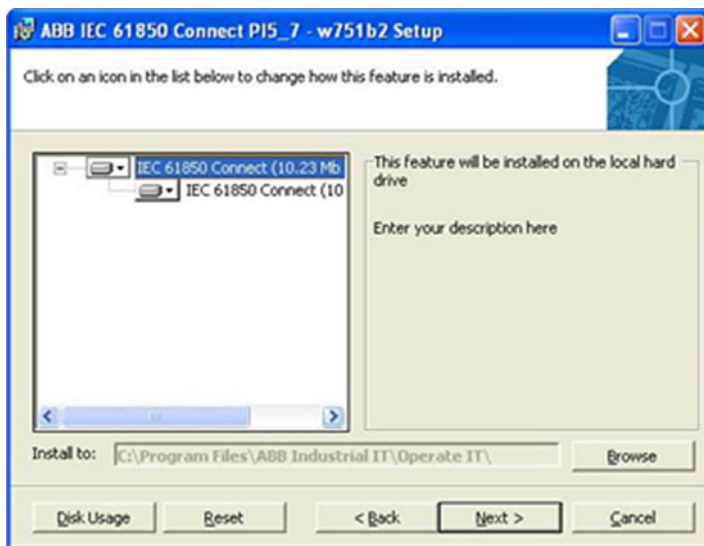 ABB IEC 61850 Connect PI5_7 - w751b2 Setup
Click on an icon in the list below to change how this feature is installed.
IEC 61850 Connect (10.23 Mb
IEC 61850 Connect (10
This feature will be installed on the local hard
drive
Enter your description here
Install to: C:\Program Files\ABB Industrial IT\Operate IT\ Browse
Disk Usage Reset < Back Next > Cancel